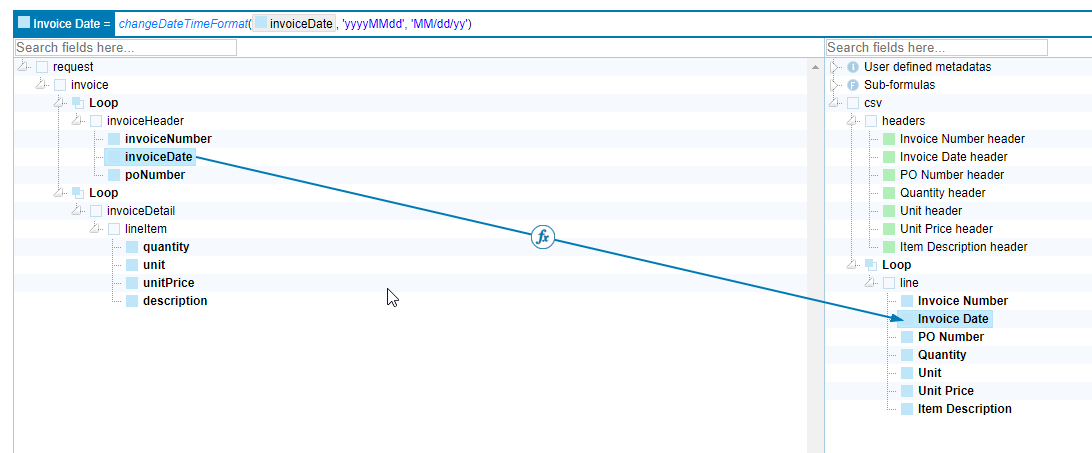 Invoice Date = changeDateTimeFormat( invoiceDate, 'yyyyMMdd', 'MM/dd/yy')
Search fields here...
request
invoice
Loop
invoiceHeader
invoiceNumber
invoiceDate
poNumber
Loop
invoiceDetail
lineItem
quantity
unit
unitPrice
description
fx
Search fields here...
I User defined metadatas
F Sub-formulas
csv
headers
Invoice Number header
Invoice Date header
PO Number header
Quantity header
Unit header
Unit Price header
Item Description header
Loop
line
Invoice Number
Invoice Date
PO Number
Quantity
Unit
Unit Price
Item Description